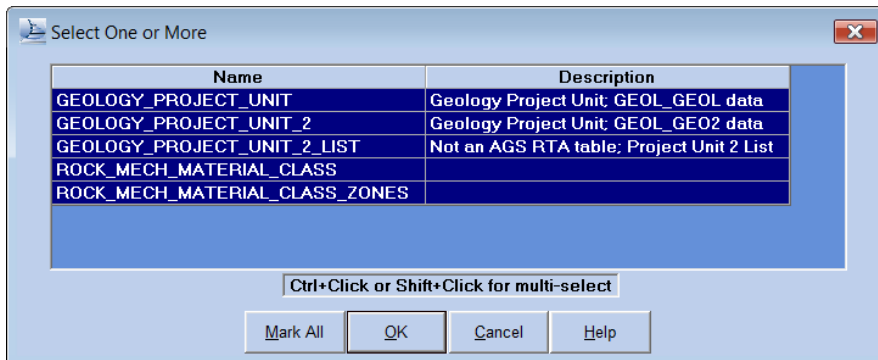 Select One or More
Name Description
GEOLOGY_PROJECT_UNIT Geology Project Unit; GEOL_GEOL data
GEOLOGY_PROJECT_UNIT_2 Geology Project Unit; GEOL_GEO2 data
GEOLOGY_PROJECT_UNIT_2_LIST Not an AGS RTA table; Project Unit 2 List
ROCK_MECH_MATERIAL_CLASS
ROCK_MECH_MATERIAL_CLASS_ZONES
Ctrl+Click or Shift+Click for multi-select
Mark All OK Cancel Help